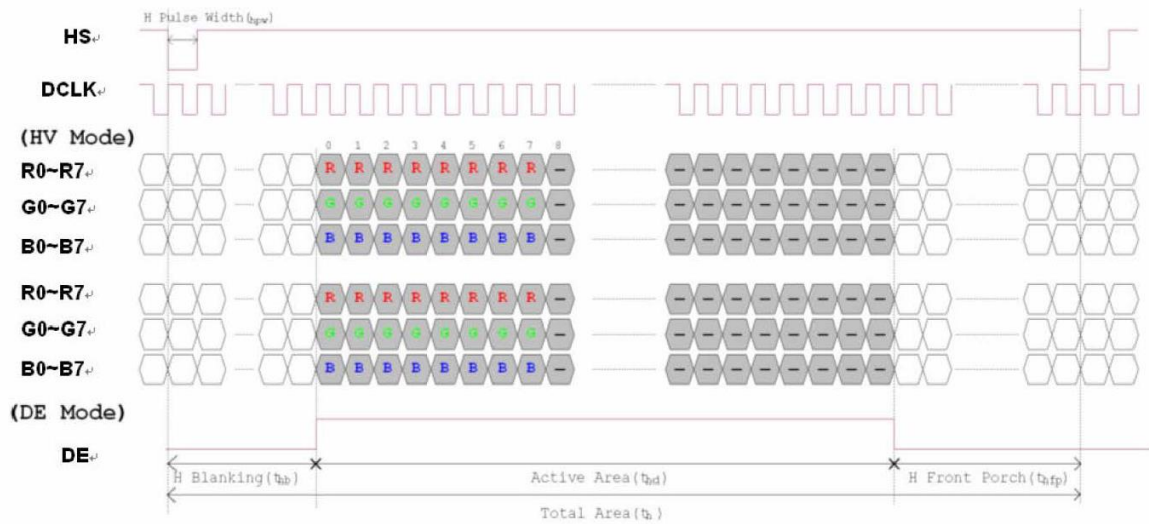 H Pulse Width(thpw)
HS
DCLK
(HV Mode)
0 1 2 3 4 5 6 7 8
R0~R7 R R R R R R R R - - - - - - - - -
G0~G7 G G G G G G G G - - - - - - - - -
B0~B7 B B B B B B B B - - - - - - - - -
R0~R7 R R R R R R R R - - - - - - - - -
G0~G7 G G G G G G G G - - - - - - - - -
B0~B7 B B B B B B B B - - - - - - - - -
(DE Mode)
DE
H Blanking(thb) Active Area(thd) H Front Porch(thfp)
Total Area(th)